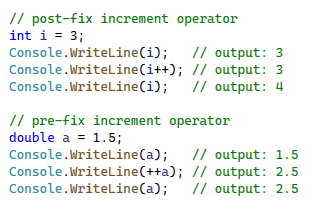 // post-fix increment operator
int i = 3;
Console.WriteLine(i);   // output: 3
Console.WriteLine(i++); // output: 3
Console.WriteLine(i);   // output: 4

// pre-fix increment operator
double a = 1.5;
Console.WriteLine(a);   // output: 1.5
Console.WriteLine(++a); // output: 2.5
Console.WriteLine(a);   // output: 2.5